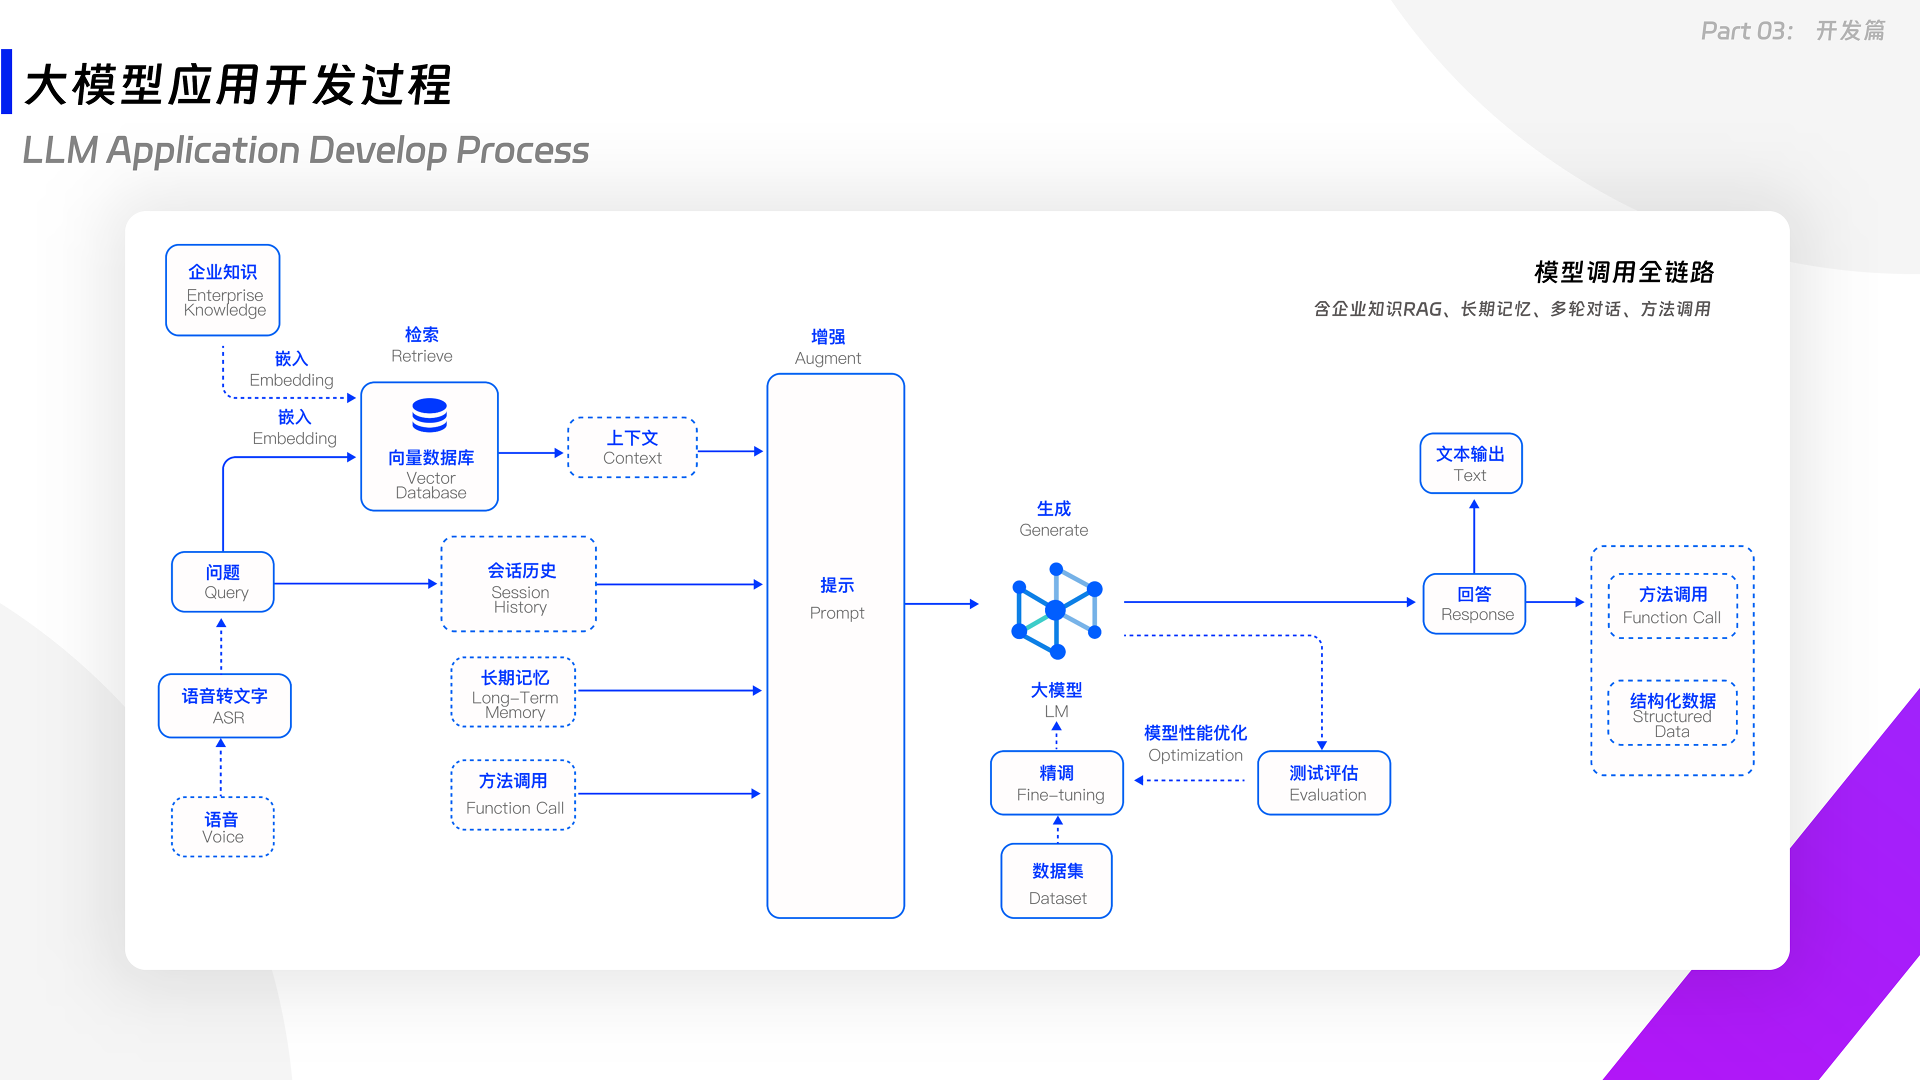 Part 03： 开发篇
大模型应用开发过程
LLM Application Develop Process
模型调用全链路
含企业知识RAG、长期记忆、多轮对话、方法调用
企业知识
Enterprise
Knowledge
嵌入
Embedding
嵌入
Embedding
检索
Retrieve
向量数据库
Vector
Database
上下文
Context
增强
Augment
问题
Query
会话历史
Session
History
语音转文字
ASR
长期记忆
Long-Term
Memory
语音
Voice
方法调用
Function Call
提示
Prompt
生成
Generate
大模型
LM
模型性能优化
Optimization
精调
Fine-tuning
测试评估
Evaluation
数据集
Dataset
文本输出
Text
回答
Response
方法调用
Function Call
结构化数据
Structured
Data